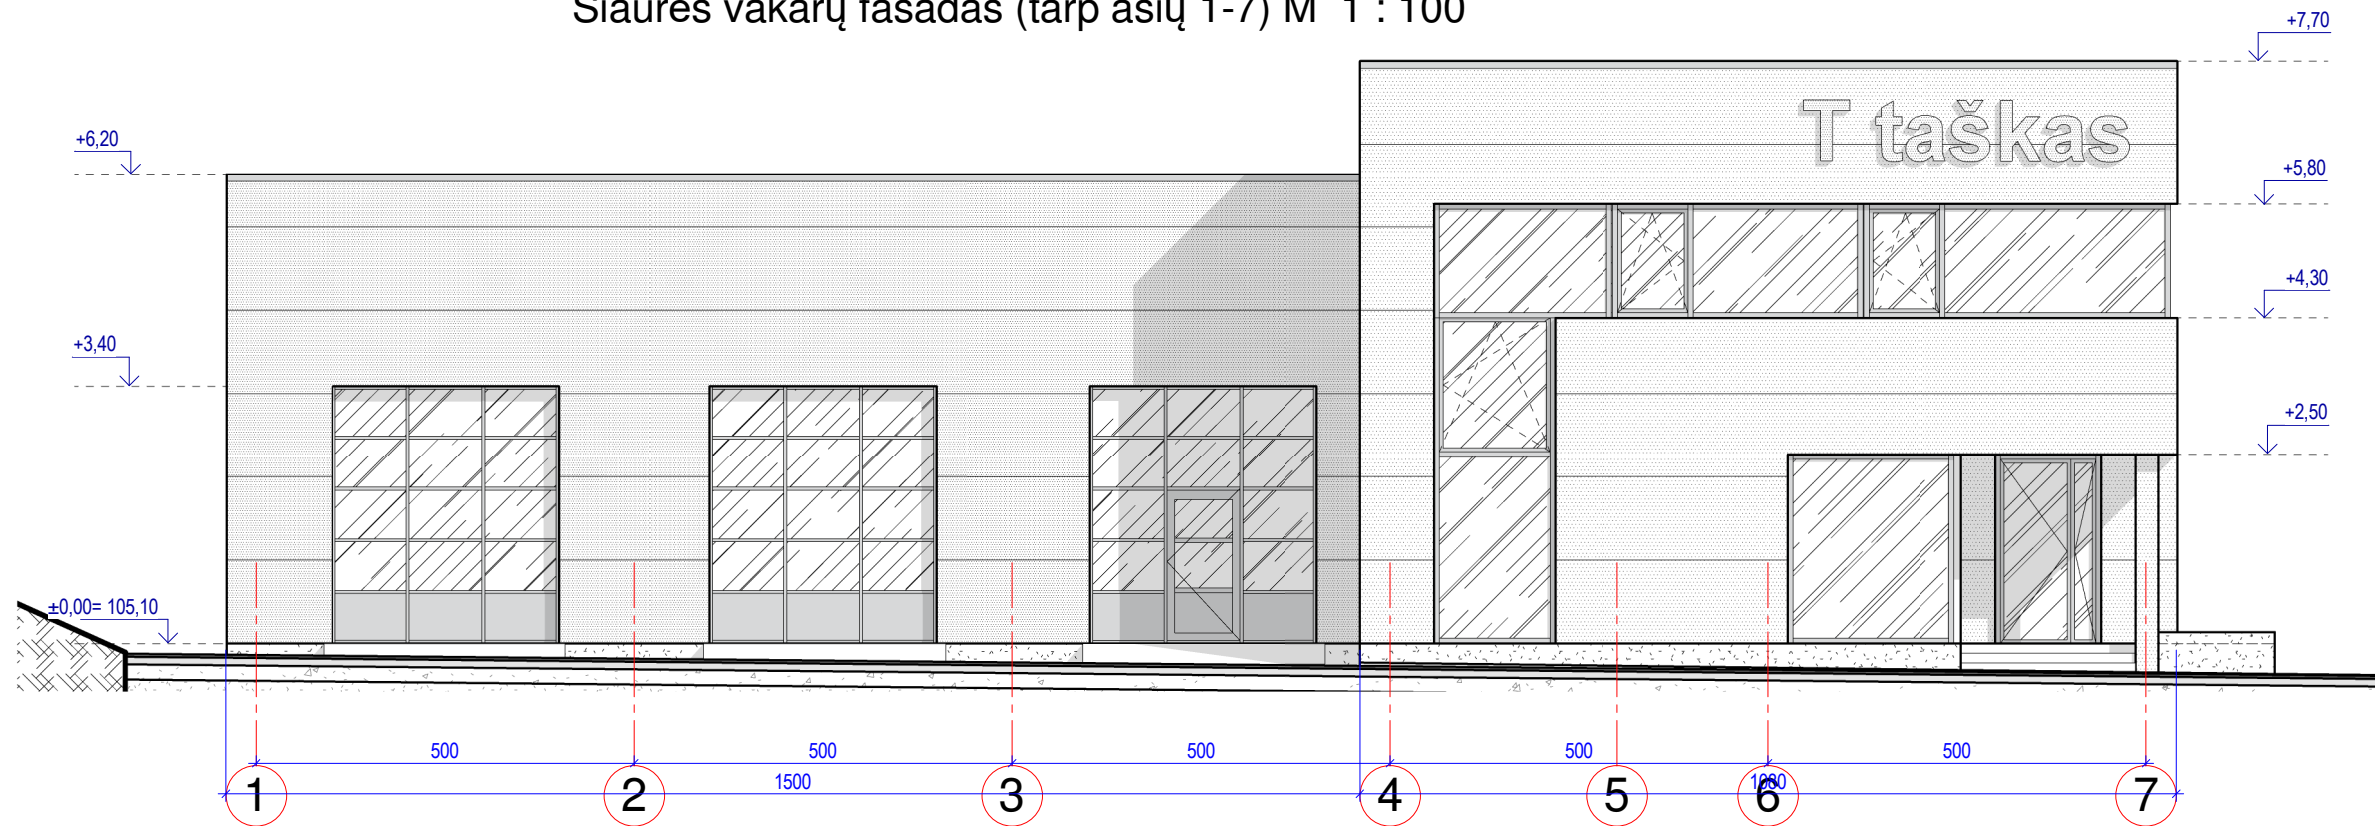 Šiaurės vakarų fasadas (tarp ašių 1-7) M 1 : 100
+7,70
T taškas
+6,20
+5,80
+4,30
+3,40
+2,50
±0,00= 105,10
500 500 500 500 500
1500
1 2 3 4 5 6 7